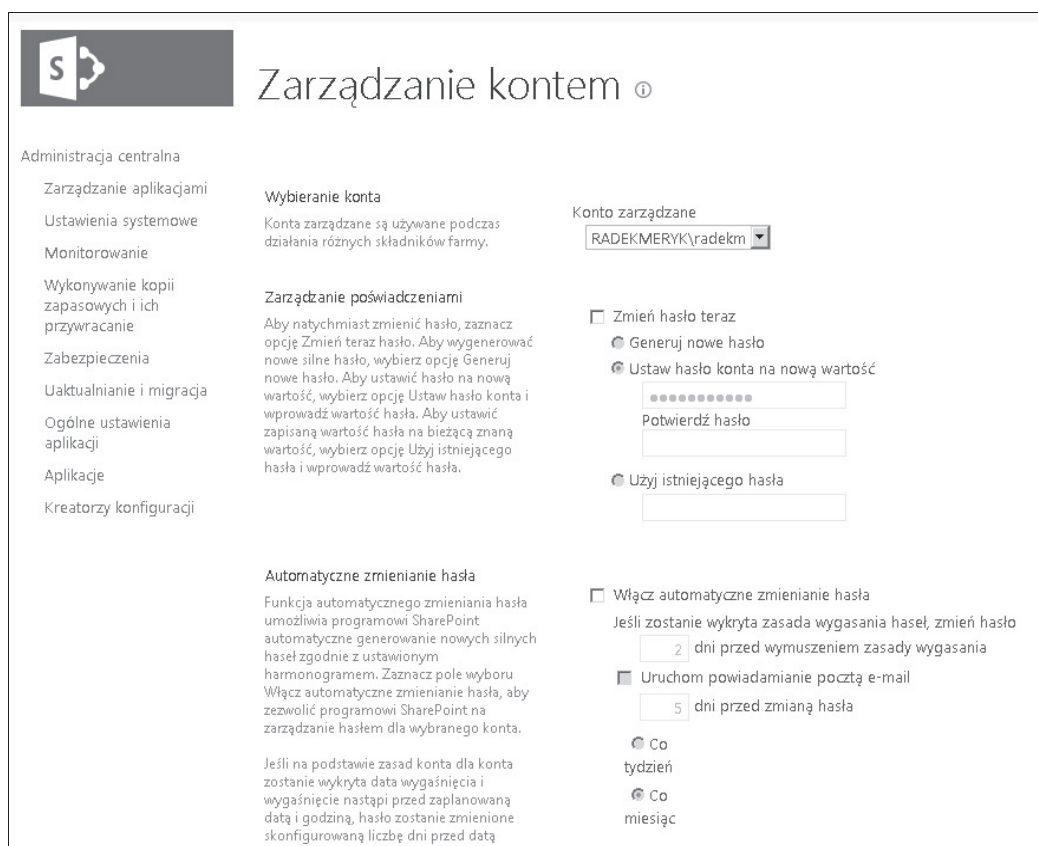 S
Zarządzanie kontem
Administracja centralna
Zarządzanie aplikacjami
Ustawienia systemowe
Monitorowanie
Wykonywanie kopii
zapasowych i ich
przywracanie
Zabezpieczenia
Uaktualnianie i migracja
Ogólne ustawienia
aplikacji
Aplikacje
Kreatorzy konfiguracji
Wybieranie konta
Konta zarządzane są używane podczas
działania różnych składników farmy.
Konto zarządzane
RADEKMERYK\radekm
Zarządzanie poświadczeniami
Aby natychmiast zmienić hasło, zaznacz
opcję Zmień teraz hasło. Aby wygenerować
nowe silne hasło, wybierz opcję Generuj
nowe hasło. Aby ustawić hasło na nową
wartość, wybierz opcję Ustaw hasło konta i
wprowadź wartość hasła. Aby ustawić
zapisaną wartość hasła na bieżącą znaną
wartość, wybierz opcję Użyj istniejącego
hasła i wprowadź wartość hasła.
Zmień hasło teraz
Generuj nowe hasło
Ustaw hasło konta na nową wartość
Potwierdź hasło
Użyj istniejącego hasła
Automatyczne zmienianie hasła
Funkcja automatycznego zmieniania hasła
umożliwia programowi SharePoint
automatyczne generowanie nowych silnych
haseł zgodnie z ustawionym
harmonogramem. Zaznacz pole wyboru
Włącz automatyczne zmienianie hasła, aby
zezwolić programowi SharePoint na
zarządzanie hasłem dla wybranego konta.
Jeśli na podstawie zasad konta dla konta
zostanie wykryta data wygaśnięcia i
wygaśnięcie nastąpi przed zaplanowaną
datą i godziną, hasło zostanie zmienione
skonfigurowaną liczbę dni przed datą
Włącz automatyczne zmienianie hasła
Jeśli zostanie wykryta zasada wygasania haseł, zmień hasło
2 dni przed wymuszeniem zasady wygasania
Uruchom powiadamianie pocztą e-mail
5 dni przed zmianą hasła
Co
tydzień
Co
miesiąc